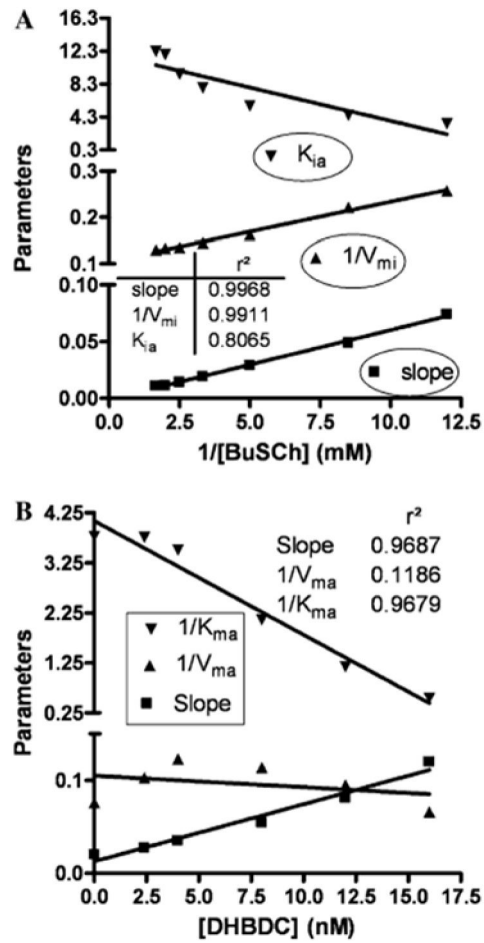 A
Parameters
16.3
12.3
8.3
4.3
0.3
K_ia
0.3
0.2
0.1
1/V_mi
r²
slope 0.9968
1/V_mi 0.9911
K_ia 0.8065
0.10
0.05
0.00
slope
0.0 2.5 5.0 7.5 10.0 12.5
1/[BuSCh] (mM)
B
Parameters
4.25
3.25
2.25
1.25
0.25
r²
Slope 0.9687
1/V_ma 0.1186
1/K_ma 0.9679
1/K_ma
1/V_ma
Slope
0.1
0.0
0.0 2.5 5.0 7.5 10.0 12.5 15.0 17.5
[DHBDC] (nM)